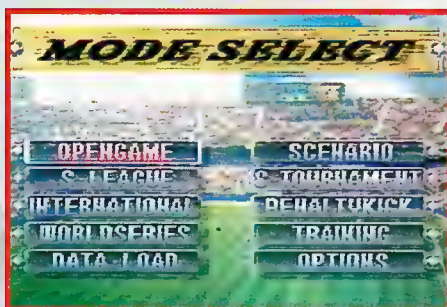 MODE SELECT
OPENGAME
SCENARIO
S-LEAGUE
S-TOURNAMENT
INTERNATIONAL
PENALTYKICK
WORLDSERIES
TRAINING
DATA-LOAD
OPTIONS